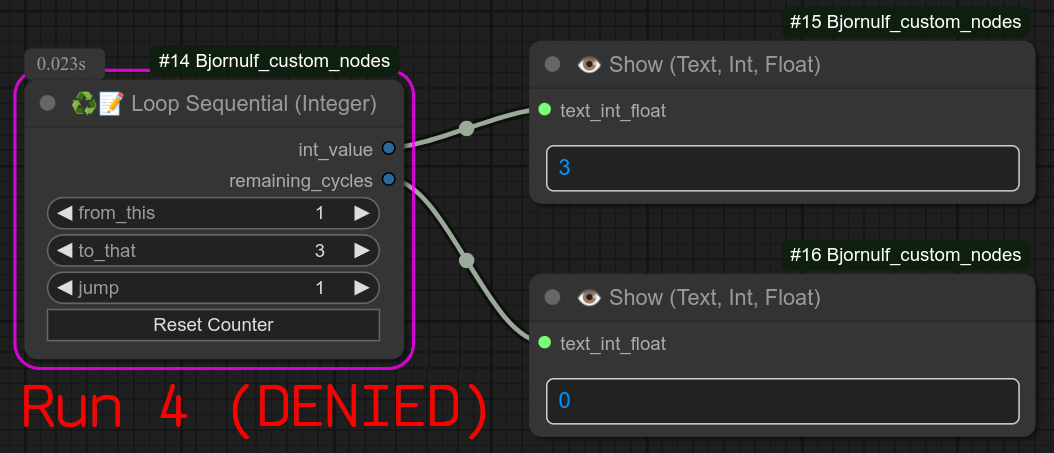 0.023s
#14 Bjornulf_custom_nodes
♻📝 Loop Sequential (Integer)
int_value
remaining_cycles
from_this 1
to_that 3
jump 1
Reset Counter
Run 4 (DENIED)
#15 Bjornulf_custom_nodes
👁 Show (Text, Int, Float)
text_int_float
3
#16 Bjornulf_custom_nodes
👁 Show (Text, Int, Float)
text_int_float
0